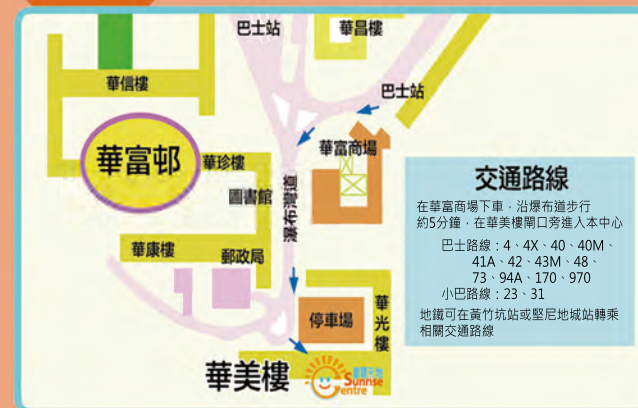 巴士站
華昌樓
華信樓
巴士站
華富邨
華珍樓
華富商場
圖書館
瀑布灣道
華康樓
郵政局
停車場
華光樓
華美樓
Sunrise
Centre
交通路線
在華富商場下車，沿瀑布道步行
約5分鐘，在華美樓閘口旁進入本中心
巴士路線：4、4X、40、40M、
41A、42、43M、48、
73、94A、170、970
小巴路線：23、31
地鐵可在黃竹坑站或堅尼地城站轉乘
相關交通路線